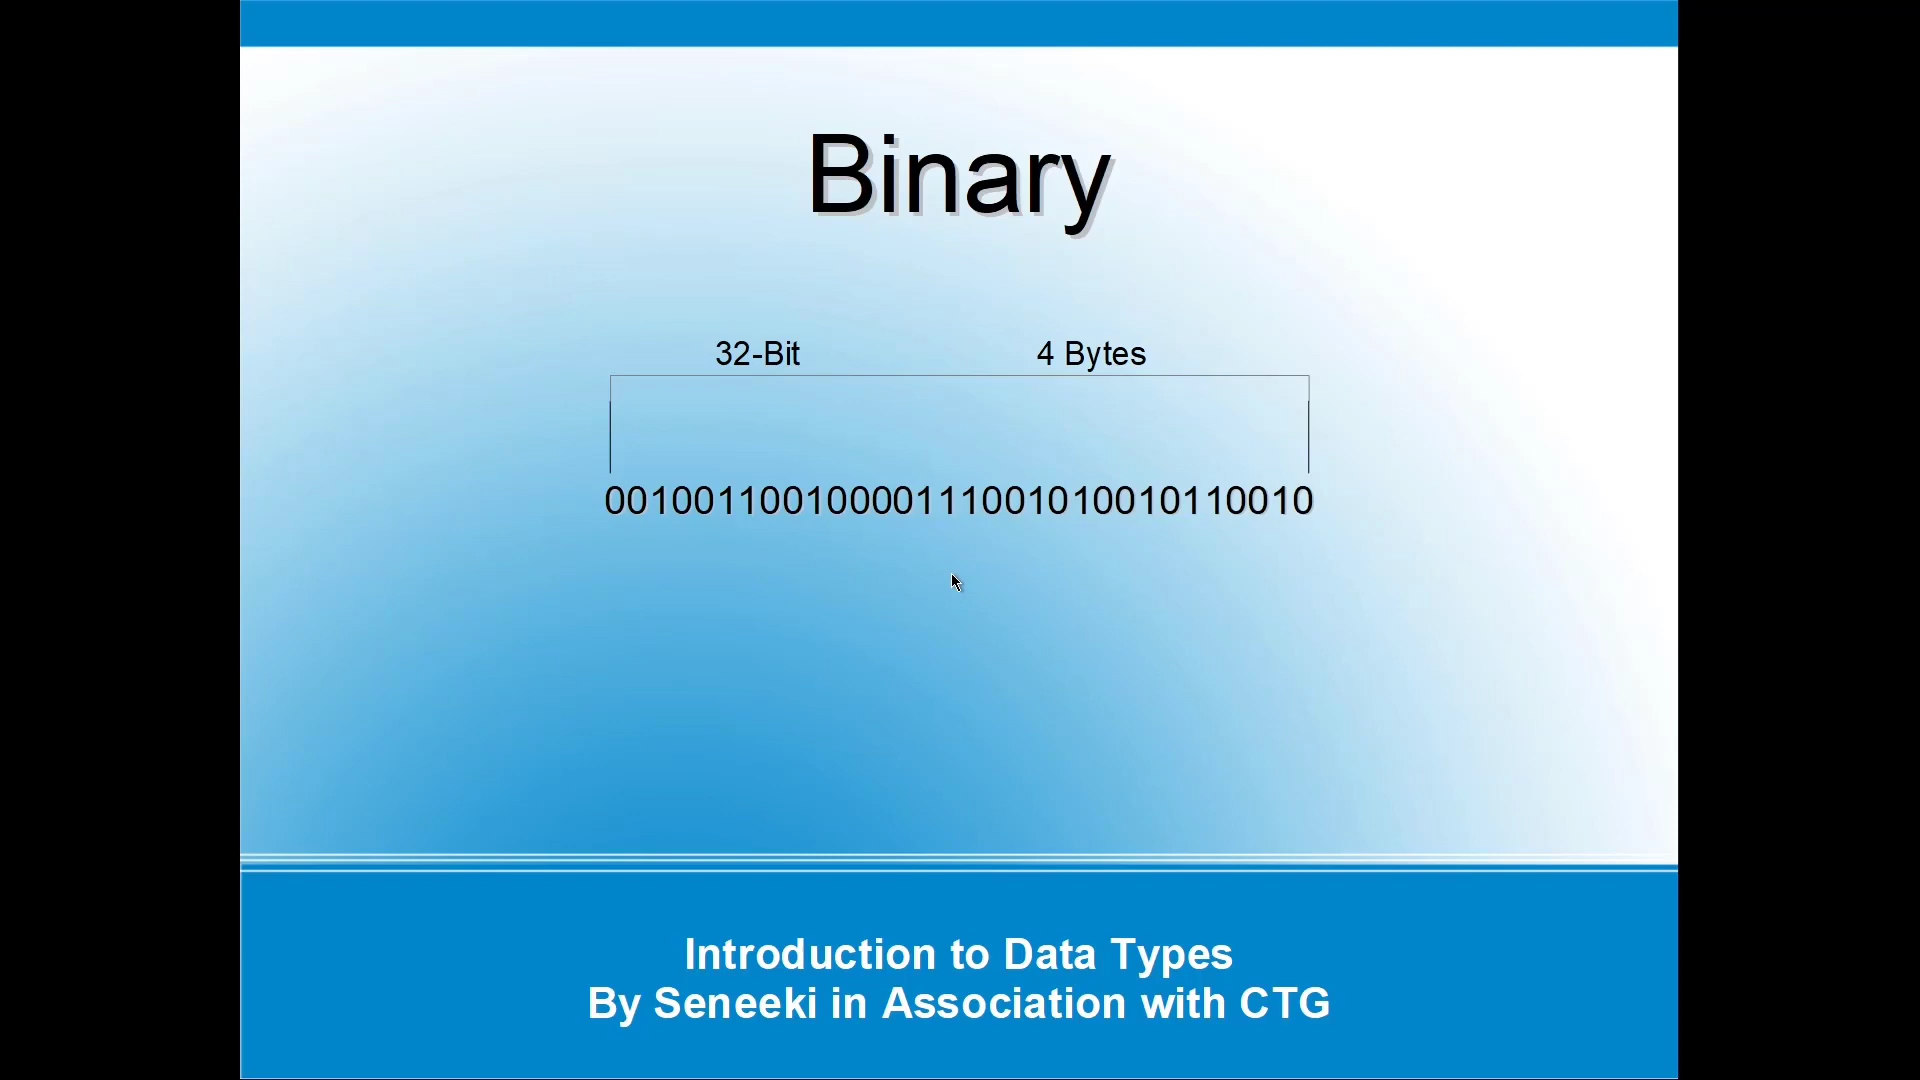 Binary
32-Bit 4 Bytes
00100110010000111001010010110010
Introduction to Data Types
By Seneeki in Association with CTG